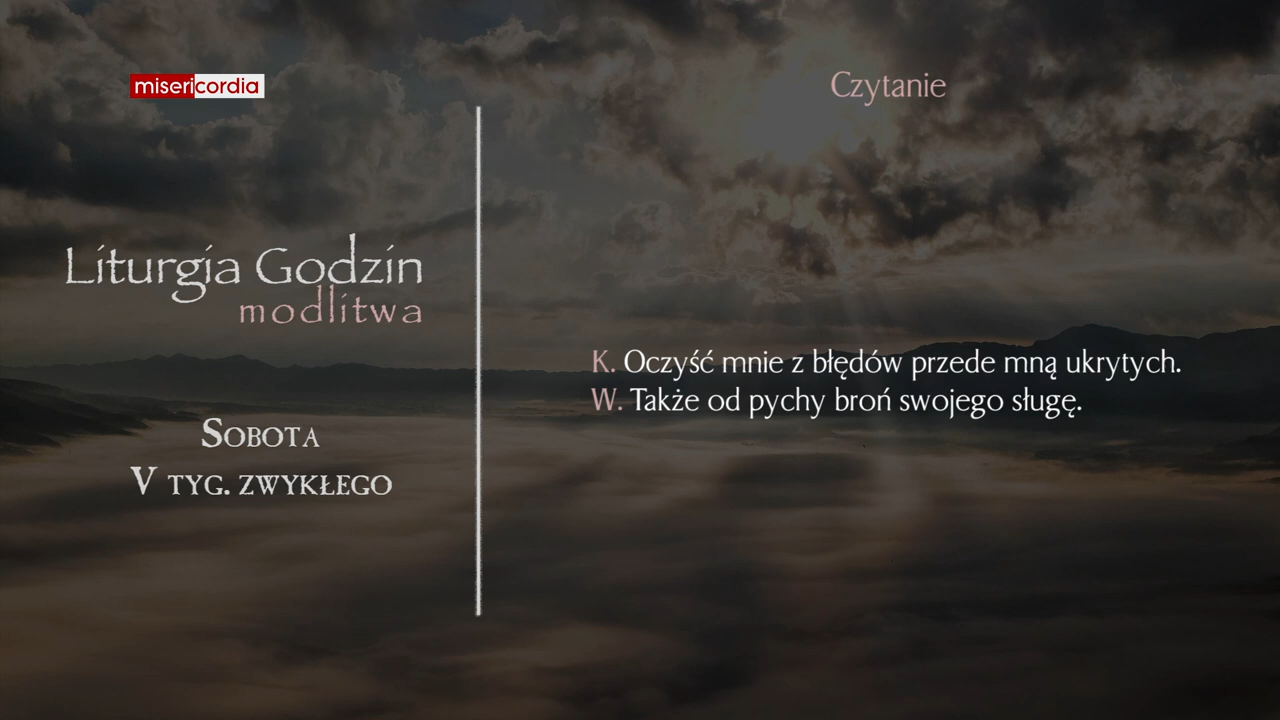 misericordia
Czytanie
Liturgia Godzin
modlitwa
K. Oczyść mnie z błędów przede mną ukrytych.
W. Także od pychy broń swojego sługę.
Sobota
V tyg. zwykłego